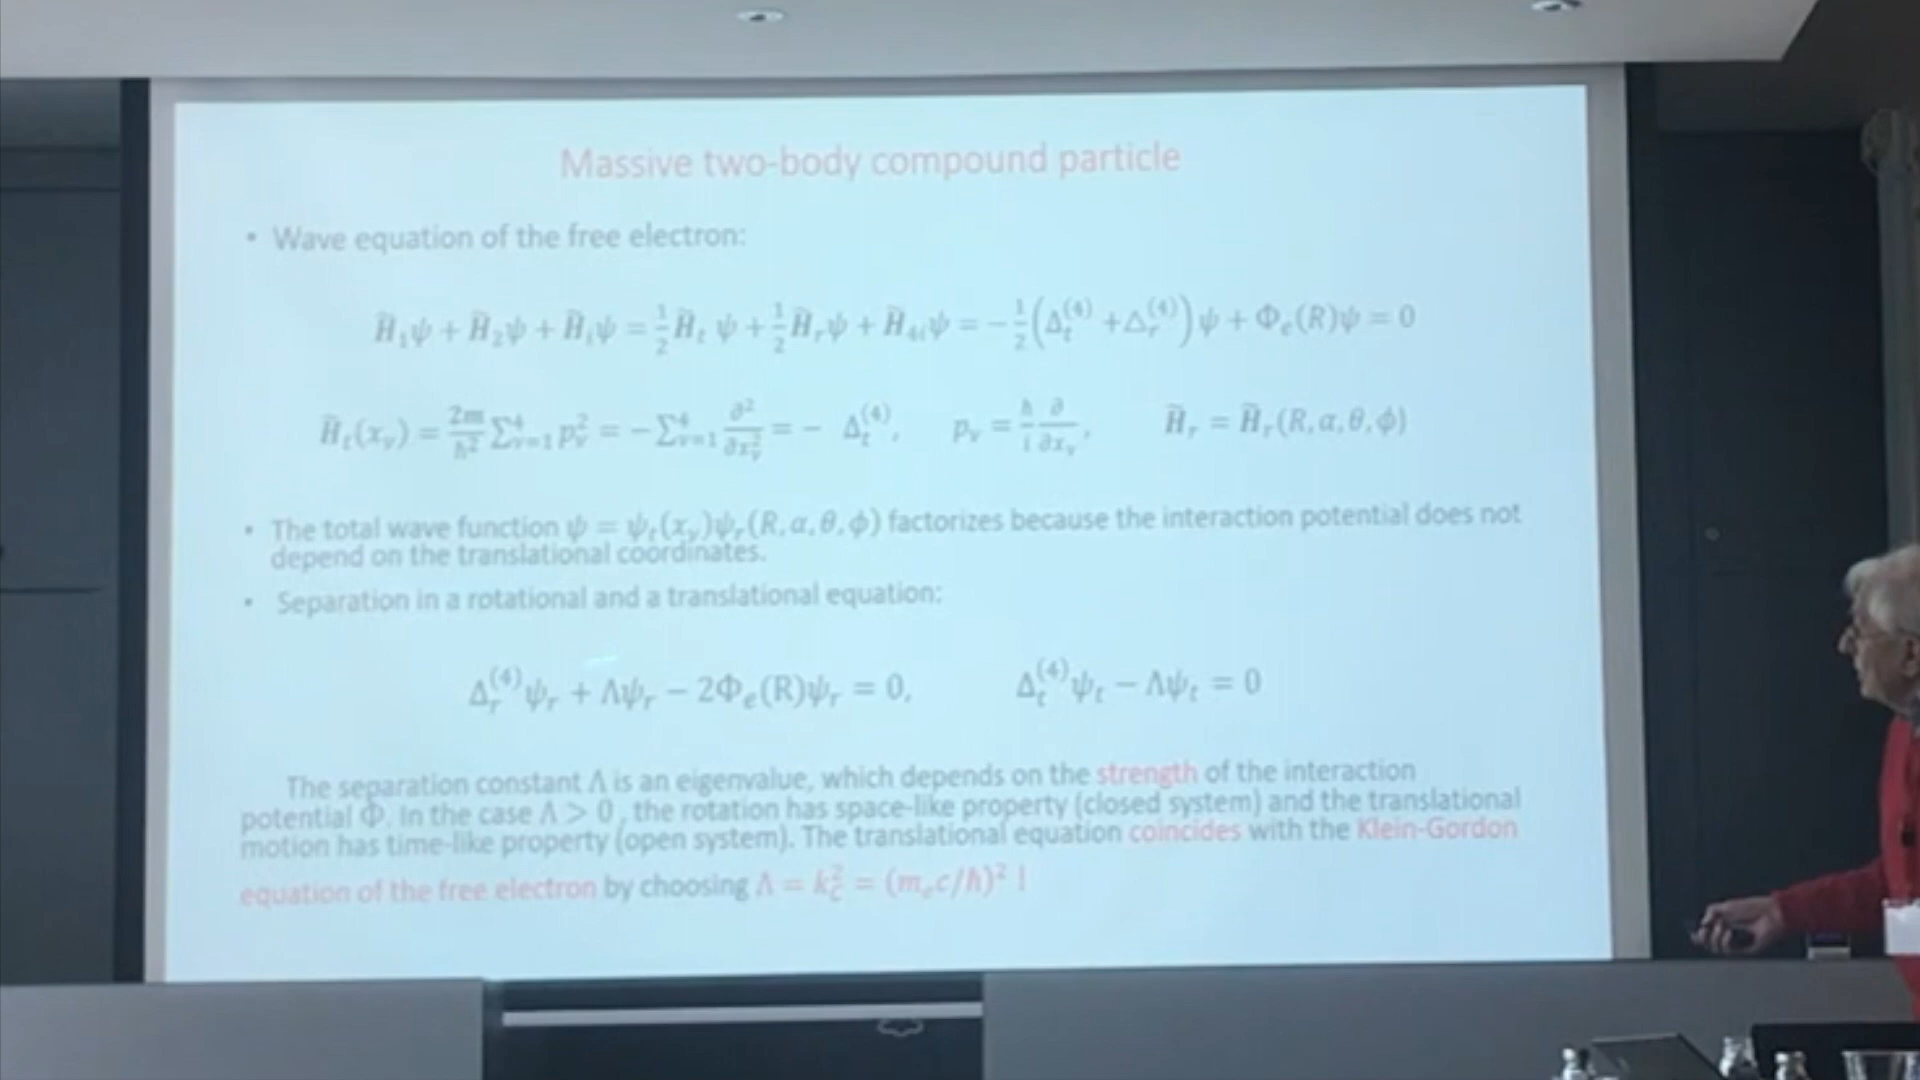 Massive two-body compound particle
• Wave equation of the free electron:
H̃₁ψ + H̃₂ψ + H̃ᵢψ = ½H̃ₜ ψ + ½H̃ᵣψ + H̃₄ᵢψ = −½(Δₜ⁽⁴⁾ + Δᵣ⁽⁴⁾)ψ + Φₑ(R)ψ = 0
H̃ₜ(xᵥ) = 2m/ħ² Σ⁴ᵥ₌₁ pᵥ² = −Σ⁴ᵥ₌₁ ∂²/∂xᵥ² = − Δₜ⁽⁴⁾, pᵥ = ħ/i ∂/∂xᵥ, H̃ᵣ = H̃ᵣ(R, α, θ, ϕ)
• The total wave function ψ = ψₜ(xᵥ)ψᵣ(R, α, θ, ϕ) factorizes because the interaction potential does not
depend on the translational coordinates.
• Separation in a rotational and a translational equation:
Δᵣ⁽⁴⁾ψᵣ + Λψᵣ − 2Φₑ(R)ψᵣ = 0, Δₜ⁽⁴⁾ψₜ − Λψₜ = 0
The separation constant Λ is an eigenvalue, which depends on the strength of the interaction
potential Φ. In the case Λ > 0 , the rotation has space-like property (closed system) and the translational
motion has time-like property (open system). The translational equation coincides with the Klein-Gordon
equation of the free electron by choosing Λ = k_C² = (mₑc/ħ)² !